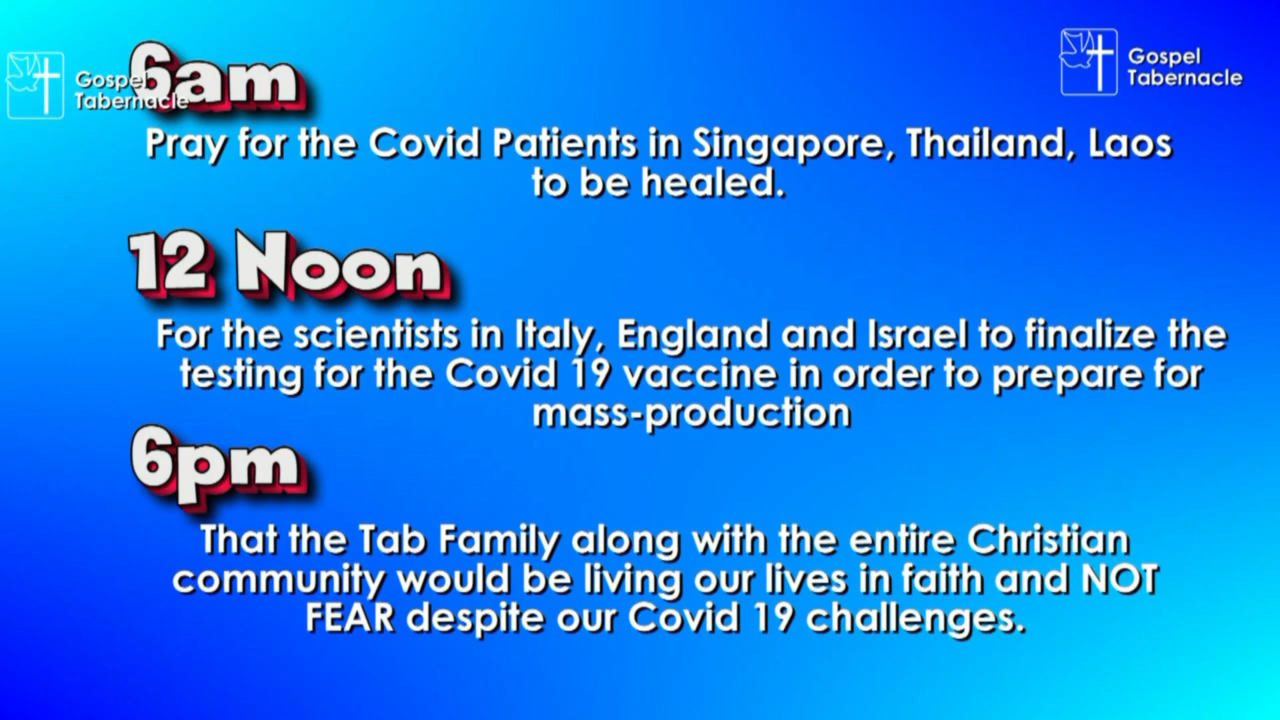 6am
Gospel
Tabernacle
Gospel
Tabernacle
Pray for the Covid Patients in Singapore, Thailand, Laos
to be healed.
12 Noon
For the scientists in Italy, England and Israel to finalize the
testing for the Covid 19 vaccine in order to prepare for
mass-production
6pm
That the Tab Family along with the entire Christian
community would be living our lives in faith and NOT
FEAR despite our Covid 19 challenges.